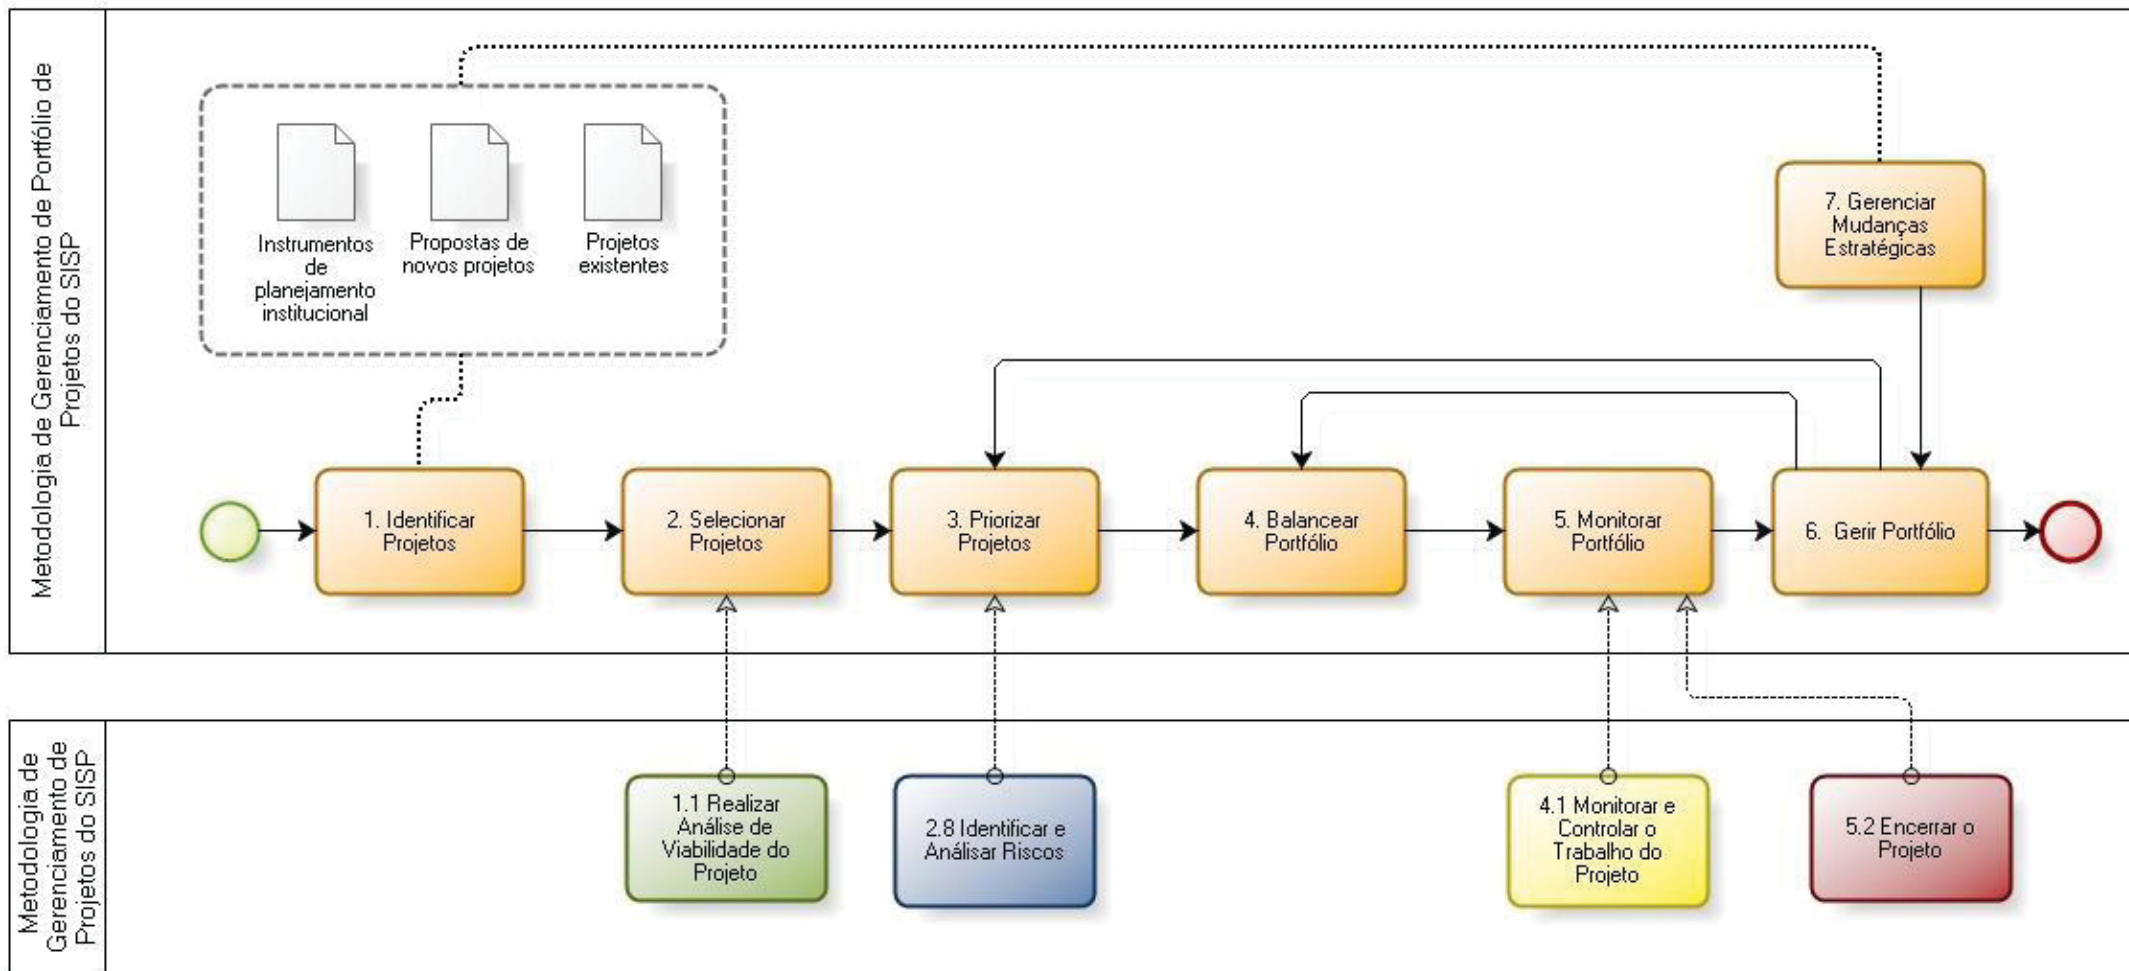 Metodologia de Gerenciamento de Portfólio de
Projetos do SISP
Instrumentos
de
planejamento
institucional
Propostas de
novos projetos
Projetos
existentes
7. Gerenciar
Mudanças
Estratégicas
1. Identificar
Projetos
2. Selecionar
Projetos
3. Priorizar
Projetos
4. Balancear
Portfólio
5. Monitorar
Portfólio
6. Gerir Portfólio
Metodologia de
Gerenciamento de
Projetos do SISP
1.1 Realizar
Análise de
Viabilidade do
Projeto
2.8 Identificar e
Análisar Riscos
4.1 Monitorar e
Controlar o
Trabalho do
Projeto
5.2 Encerrar o
Projeto